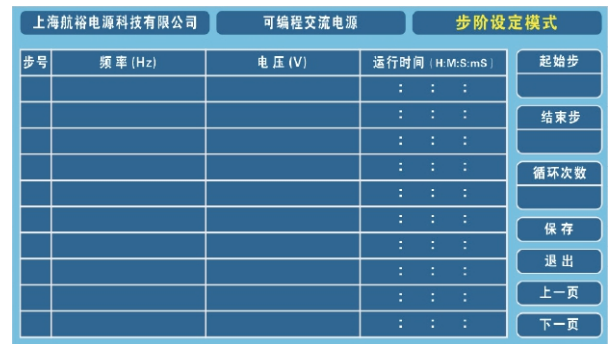 上海航裕电源科技有限公司 可编程交流电源 步阶设定模式
步号 频率(Hz) 电压(V) 运行时间(H:M:S:mS) 起始步
: : :
: : : 结束步
: : :
: : : 循环次数
: : :
: : : 保存
: : : 退出
: : :
: : : 上一页
: : : 下一页